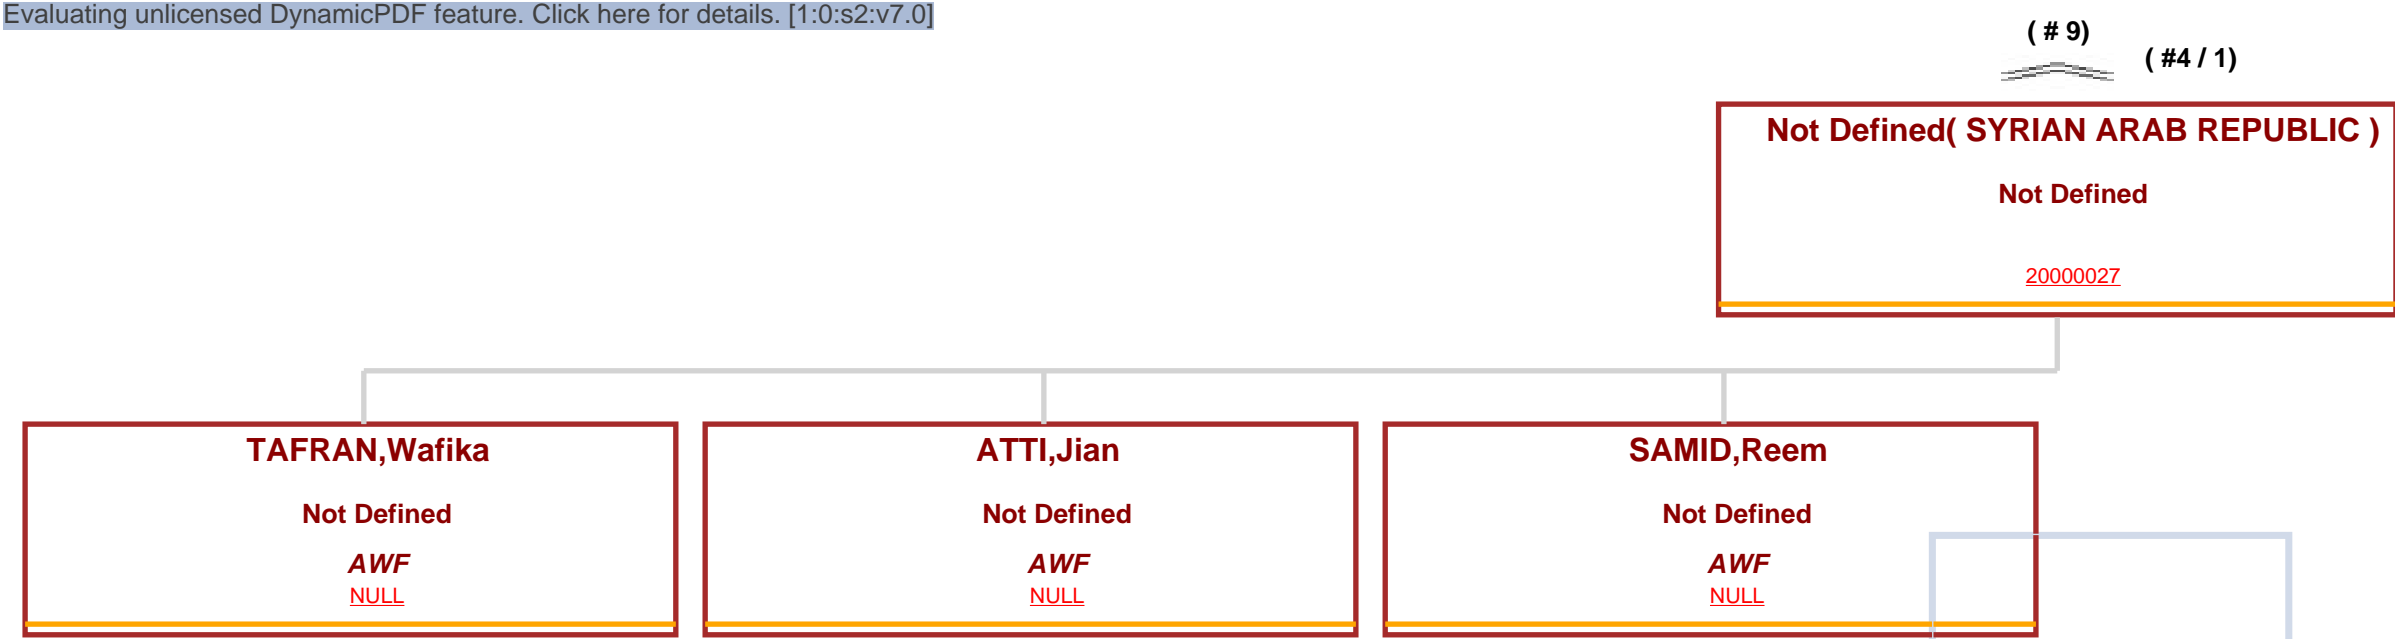 Evaluating unlicensed DynamicPDF feature. Click here for details. [1:0:s2:v7.0]
( # 9)
( #4 / 1)
Not Defined( SYRIAN ARAB REPUBLIC )
Not Defined
20000027
TAFRAN,Wafika
Not Defined
AWF
NULL
ATTI,Jian
Not Defined
AWF
NULL
SAMID,Reem
Not Defined
AWF
NULL